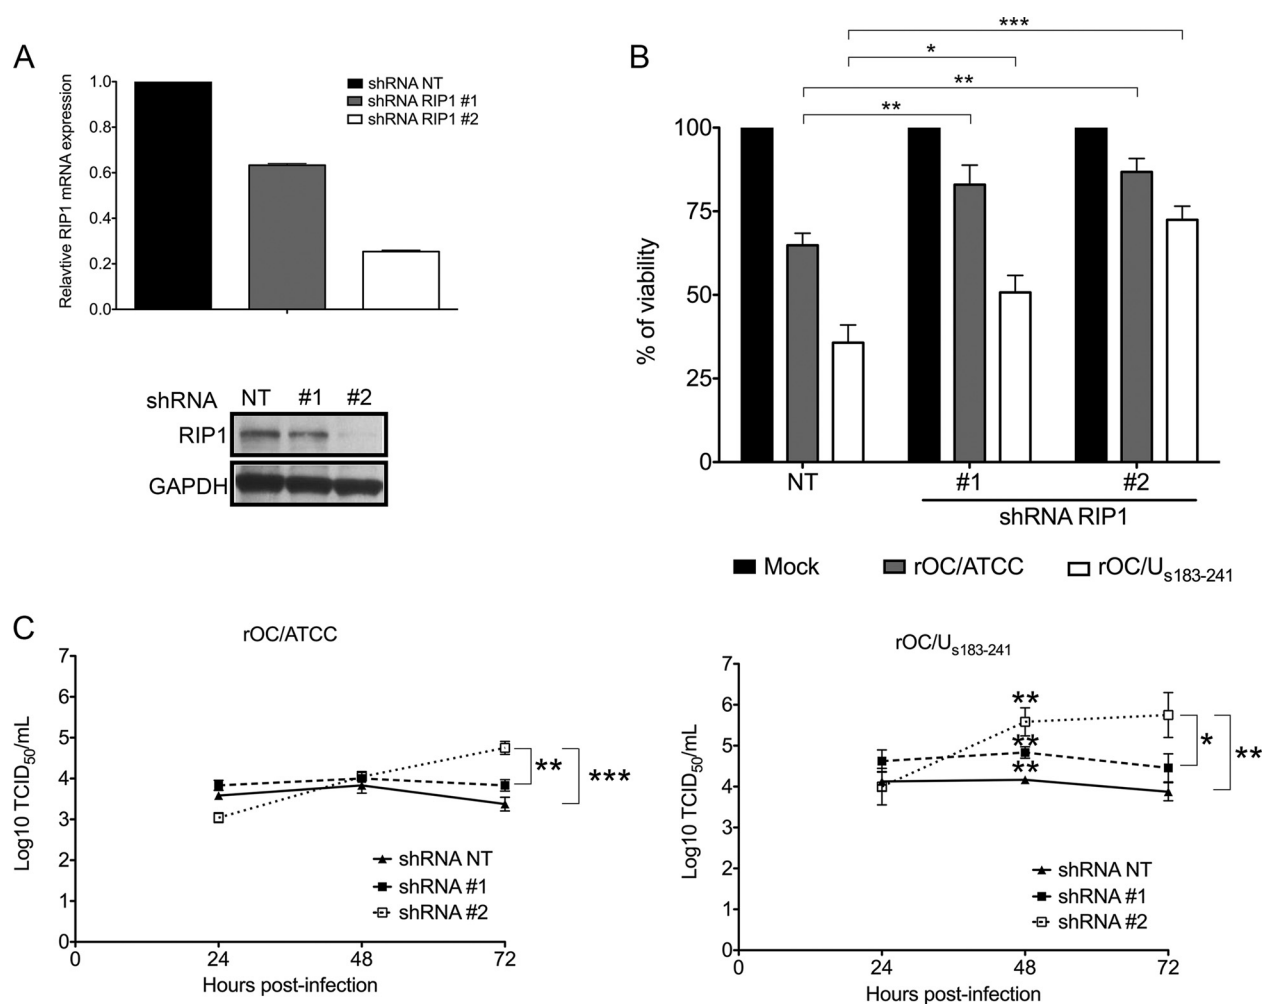 A
Relavtive RIP1 mRNA expression
1.0
0.8
0.6
0.4
0.2
0.0
shRNA NT
shRNA RIP1 #1
shRNA RIP1 #2
shRNA NT #1 #2
RIP1
GAPDH
B
***
*
**
**
% of viability
100
75
50
25
0
NT #1 #2
shRNA RIP1
Mock rOC/ATCC rOC/Us183-241
C
rOC/ATCC
Log10 TCID50/mL
7
6
5
4
3
2
1
0
** ***
shRNA NT
shRNA #1
shRNA #2
0 24 48 72
Hours post-infection
rOC/Us183-241
Log10 TCID50/mL
7
6
5
4
3
2
1
0
**
**
**
* **
shRNA NT
shRNA #1
shRNA #2
0 24 48 72
Hours post-infection